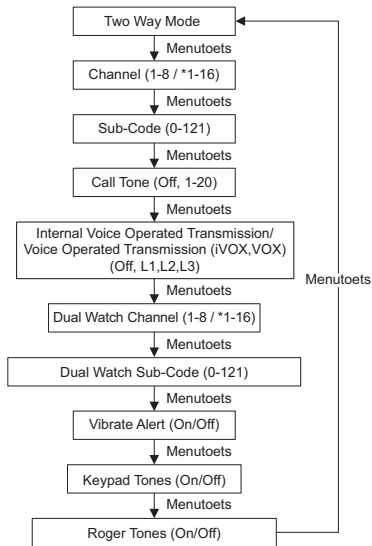 Two Way Mode
Menutoets
Channel (1-8 / *1-16)
Menutoets
Sub-Code (0-121)
Menutoets
Call Tone (Off, 1-20)
Menutoets
Internal Voice Operated Transmission/
Voice Operated Transmission (iVOX,VOX)
(Off, L1,L2,L3)
Menutoets
Menutoets
Dual Watch Channel (1-8 / *1-16)
Menutoets
Dual Watch Sub-Code (0-121)
Menutoets
Vibrate Alert (On/Off)
Menutoets
Keypad Tones (On/Off)
Menutoets
Roger Tones (On/Off)